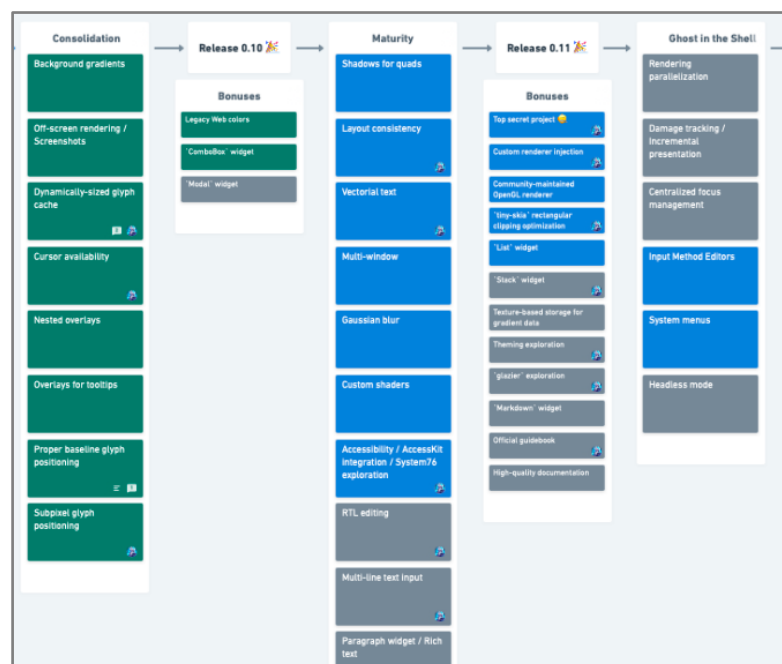 Consolidation
Background gradients
Off-screen rendering /
Screenshots
Dynamically-sized glyph
cache
Cursor availability
Nested overlays
Overlays for tooltips
Proper baseline glyph
positioning
Subpixel glyph
positioning
Release 0.10 🎉
Bonuses
Legacy Web colors
`ComboBox` widget
`Modal` widget
Maturity
Shadows for quads
Layout consistency
Vectorial text
Multi-window
Gaussian blur
Custom shaders
Accessibility / AccessKit
integration / System76
exploration
RTL editing
Multi-line text input
Paragraph widget / Rich
text
Release 0.11 🎉
Bonuses
Top secret project 😄
Custom renderer injection
Community-maintained
OpenGL renderer
`tiny-skia` rectangular
clipping optimization
`List` widget
`Stack` widget
Texture-based storage for
gradient data
Theming exploration
`glazier` exploration
`Markdown` widget
Official guidebook
High-quality documentation
Ghost in the Shell
Rendering
parallelization
Damage tracking /
Incremental
presentation
Centralized focus
management
Input Method Editors
System menus
Headless mode